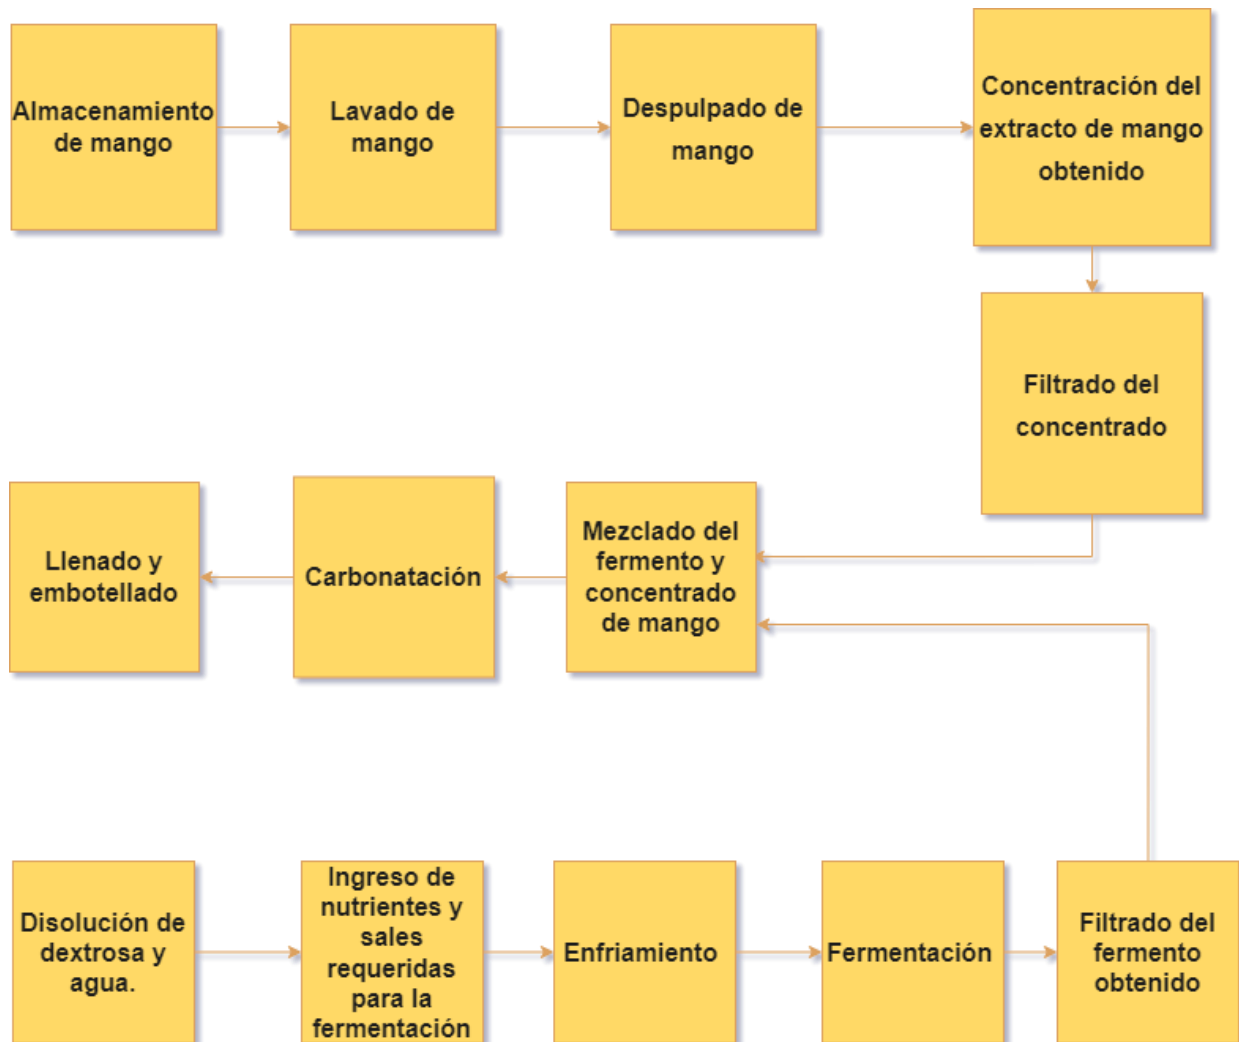 Almacenamiento
de mango
Lavado de
mango
Despulpado de
mango
Concentración del
extracto de mango
obtenido
Filtrado del
concentrado
Mezclado del
fermento y
concentrado
de mango
Carbonatación
Llenado y
embotellado
Disolución de
dextrosa y
agua.
Ingreso de
nutrientes y
sales
requeridas
para la
fermentación
Enfriamiento
Fermentación
Filtrado del
fermento
obtenido